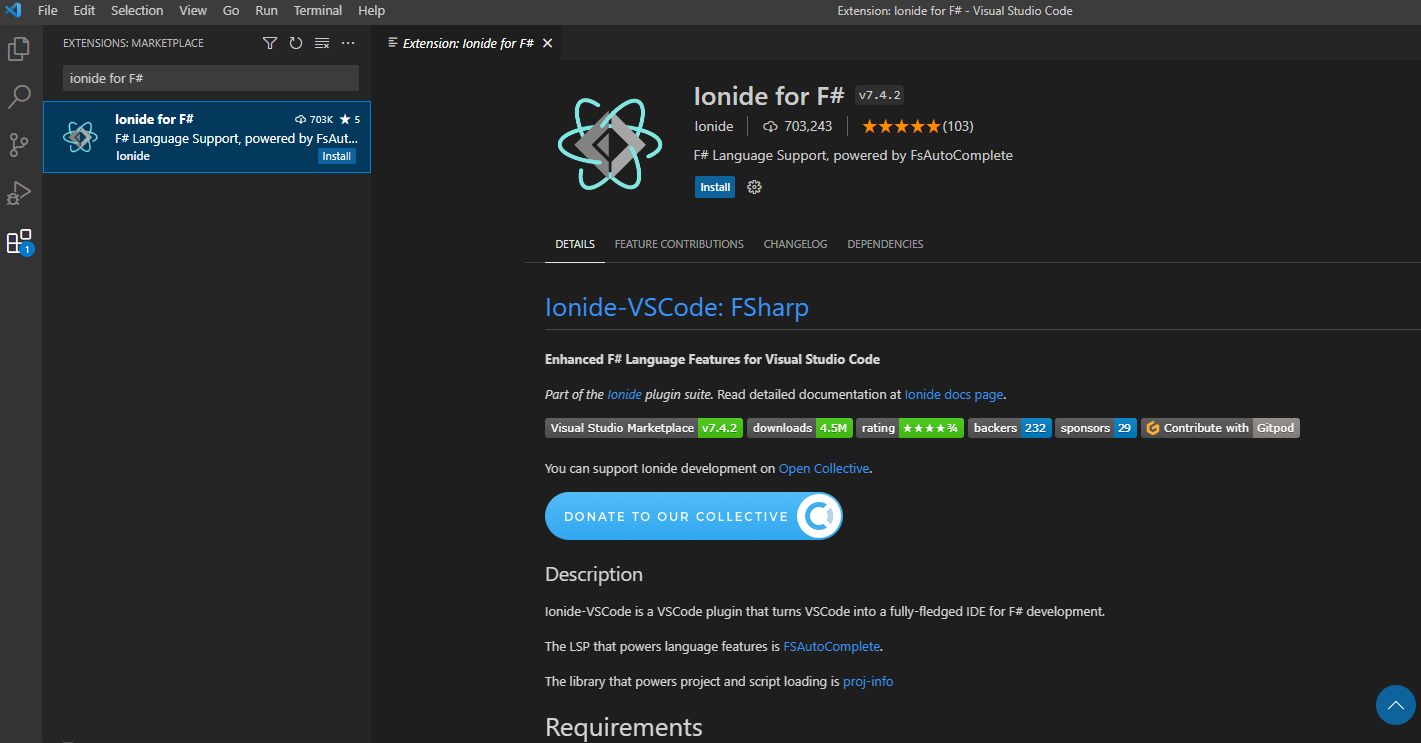 File Edit Selection View Go Run Terminal Help
Extension: Ionide for F# - Visual Studio Code
EXTENSIONS: MARKETPLACE
ionide for F#
Ionide for F# 703K 5
F# Language Support, powered by FsAut...
Ionide Install
1
Extension: Ionide for F#
Ionide for F# v7.4.2
Ionide 703,243 (103)
F# Language Support, powered by FsAutoComplete
Install
DETAILS FEATURE CONTRIBUTIONS CHANGELOG DEPENDENCIES
Ionide-VSCode: FSharp
Enhanced F# Language Features for Visual Studio Code
Part of the Ionide plugin suite. Read detailed documentation at Ionide docs page.
Visual Studio Marketplace v7.4.2 downloads 4.5M rating ★★★★¾ backers 232 sponsors 29 Contribute with Gitpod
You can support Ionide development on Open Collective.
DONATE TO OUR COLLECTIVE
Description
Ionide-VSCode is a VSCode plugin that turns VSCode into a fully-fledged IDE for F# development.
The LSP that powers language features is FSAutoComplete.
The library that powers project and script loading is proj-info
Requirements